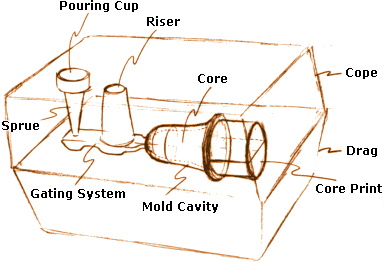 Pouring Cup
Riser
Core
Cope
Sprue
Drag
Gating System
Mold Cavity
Core Print